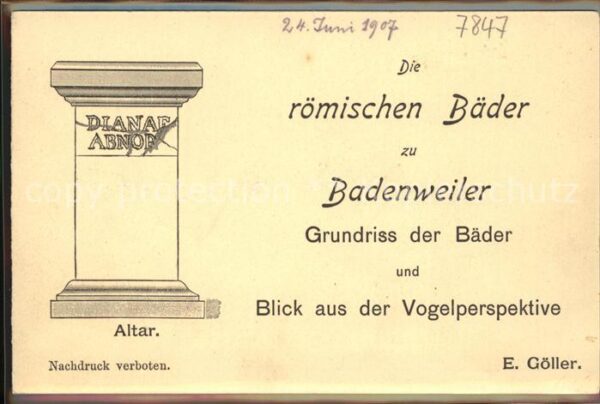 24. Juni 1907
7847
DIANAE
ABNOB
Die
römischen Bäder
zu
Badenweiler
Grundriss der Bäder
und
Blick aus der Vogelperspektive
Altar.
Nachdruck verboten.
E. Göller.